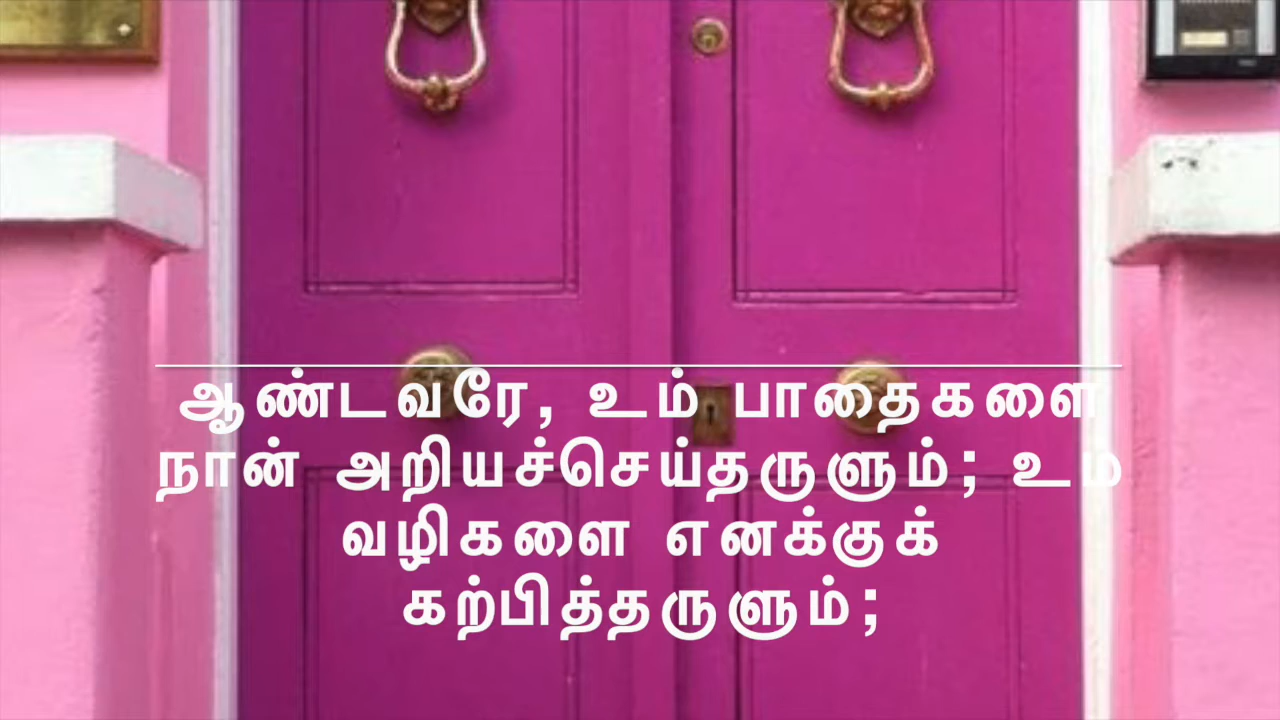 ஆண்டவரே, உம் பாதைகளை
நான் அறியச்செய்தருளும்; உம்
வழிகளை எனக்குக்
கற்பித்தருளும்;